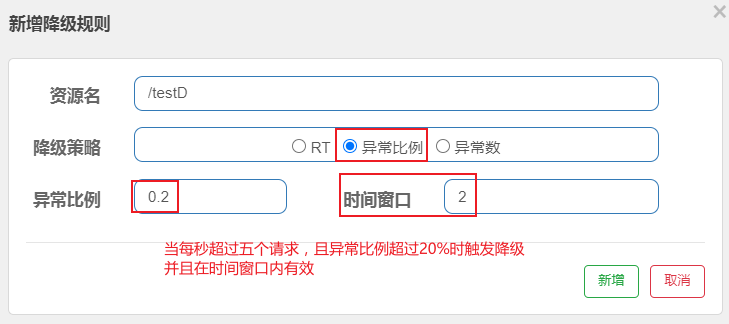 新增降级规则
×
资源名
/testD
降级策略
RT
异常比例
异常数
异常比例
0.2
时间窗口
2
当每秒超过五个请求，且异常比例超过20%时触发降级
并且在时间窗口内有效
新增
取消